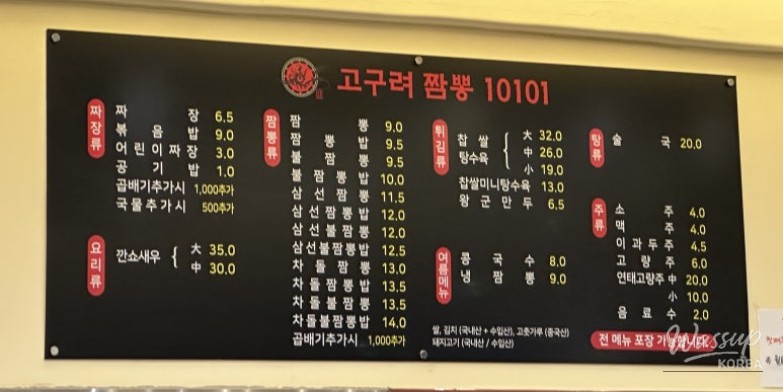 고구려 짬뽕 10101
짜장류
짜 장 6.5
볶 음 밥 9.0
어린이짜장 3.0
공 기 밥 1.0
곱배기추가시 1,000추가
국물추가시 500추가
요리류
깐쇼새우 大 35.0
中 30.0
짬뽕류
짬 뽕 9.0
짬 뽕 밥 9.5
불 짬 뽕 9.5
불 짬 뽕 밥 10.0
삼 선 짬 뽕 11.5
삼선짬뽕밥 12.0
삼선불짬뽕 12.0
삼선불짬뽕밥 12.5
차 돌 짬 뽕 13.0
차돌짬뽕밥 13.5
차돌불짬뽕 13.5
차돌불짬뽕밥 14.0
곱배기추가시 1,000추가
튀김류
찹 쌀 탕수육 大 32.0
中 26.0
小 19.0
찹쌀미니탕수육 13.0
왕 군 만 두 6.5
여름메뉴
콩 국 수 8.0
냉 짬 뽕 9.0
쌀, 김치 (국내산 + 수입산), 고춧가루 (중국산)
돼지고기 (국내산 / 수입산)
탕류
술 국 20.0
주류
소 주 4.0
맥 주 4.0
이과두주 4.5
고 량 주 6.0
연태고량주 中 20.0
小 10.0
음 료 수 2.0
전 메뉴 포장 가능합니다.
Wassup
KOREA